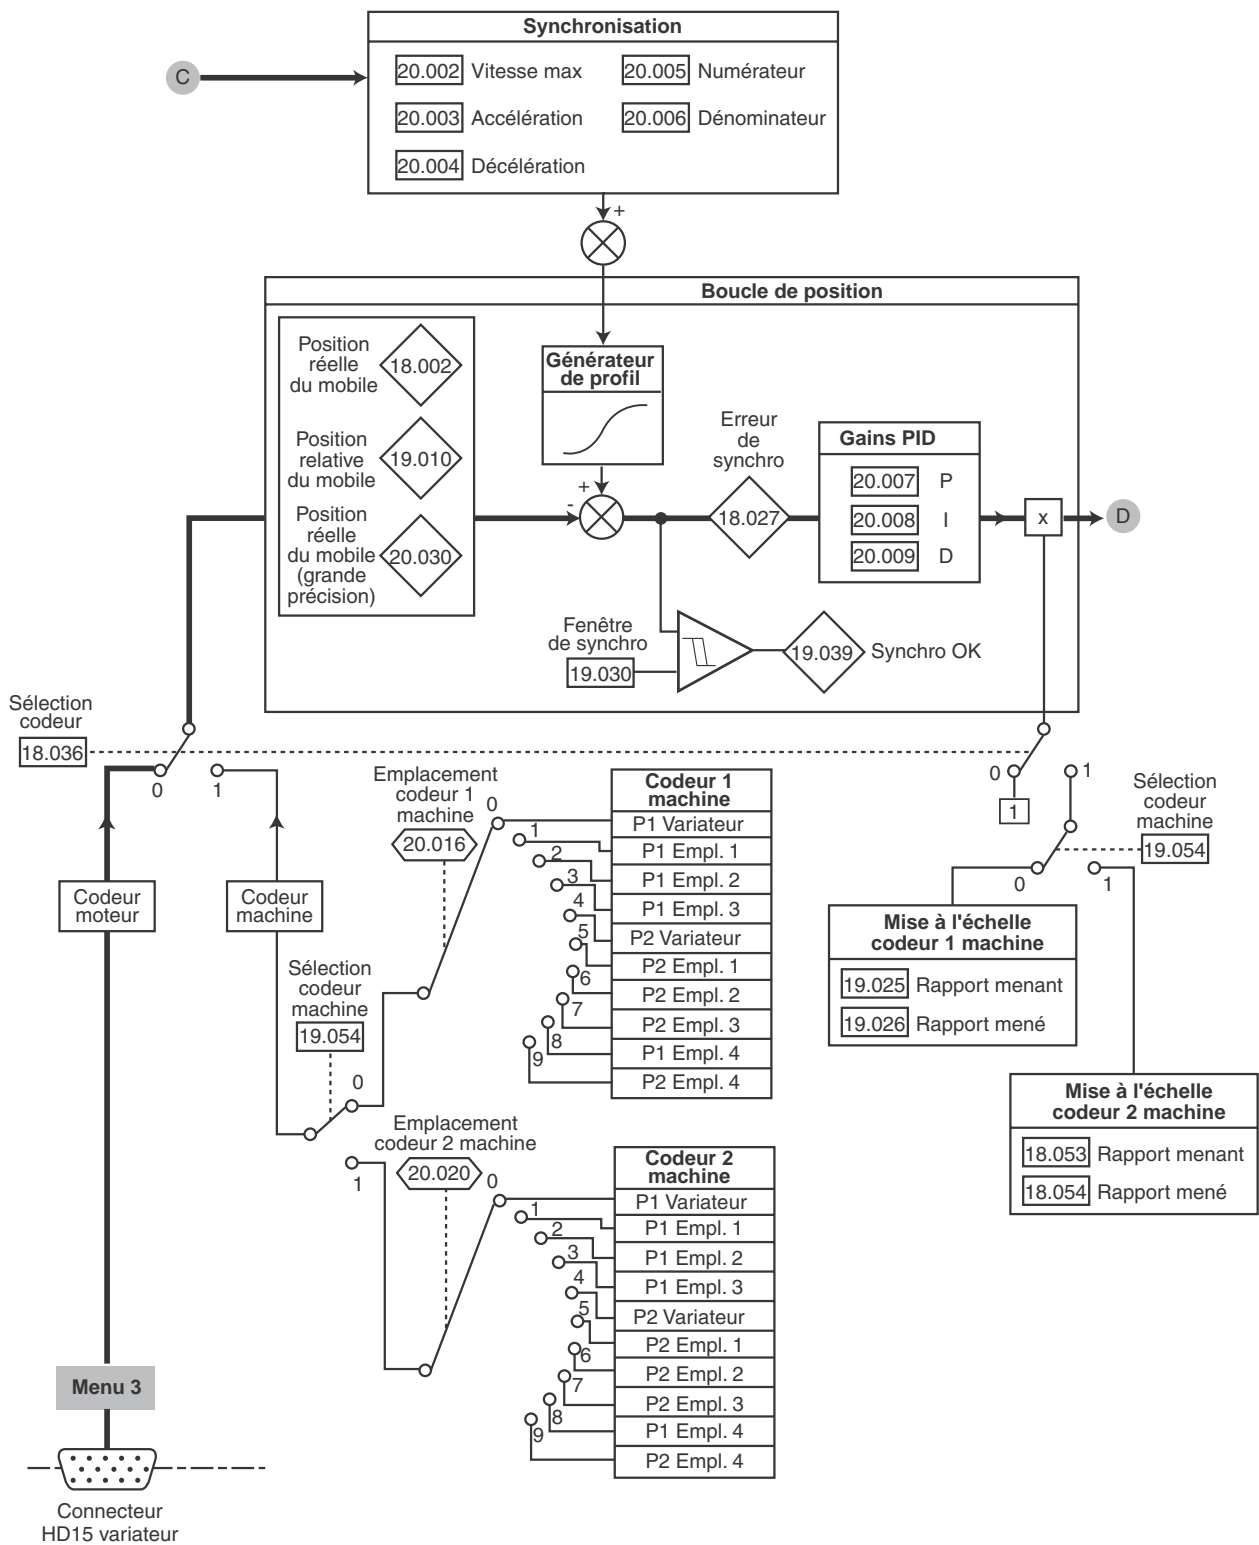 Synchronisation
C
20.002 Vitesse max
20.005 Numérateur
20.003 Accélération
20.006 Dénominateur
20.004 Décélération
+
Boucle de position
Position
réelle
du mobile
18.002
Position
relative
du mobile
19.010
Position
réelle
du mobile
(grande
précision)
20.030
Générateur
de profil
+
-
Erreur
de
synchro
18.027
Gains PID
20.007 P
20.008 I
20.009 D
x
D
Fenêtre
de synchro
19.030
19.039
Synchro OK
Sélection
codeur
18.036
0
1
0
1
1
Sélection
codeur
machine
19.054
0
1
Codeur
moteur
Codeur
machine
Emplacement
codeur 1
machine
20.016
0
1
2
3
4
5
6
7
8
9
Codeur 1
machine
P1 Variateur
P1 Empl. 1
P1 Empl. 2
P1 Empl. 3
P2 Variateur
P2 Empl. 1
P2 Empl. 2
P2 Empl. 3
P1 Empl. 4
P2 Empl. 4
Mise à l'échelle
codeur 1 machine
19.025 Rapport menant
19.026 Rapport mené
Mise à l'échelle
codeur 2 machine
18.053 Rapport menant
18.054 Rapport mené
Sélection
codeur
machine
19.054
0
1
Emplacement
codeur 2 machine
20.020
0
1
2
3
4
5
6
7
8
9
Codeur 2
machine
P1 Variateur
P1 Empl. 1
P1 Empl. 2
P1 Empl. 3
P2 Variateur
P2 Empl. 1
P2 Empl. 2
P2 Empl. 3
P1 Empl. 4
P2 Empl. 4
Menu 3
Connecteur
HD15 variateur